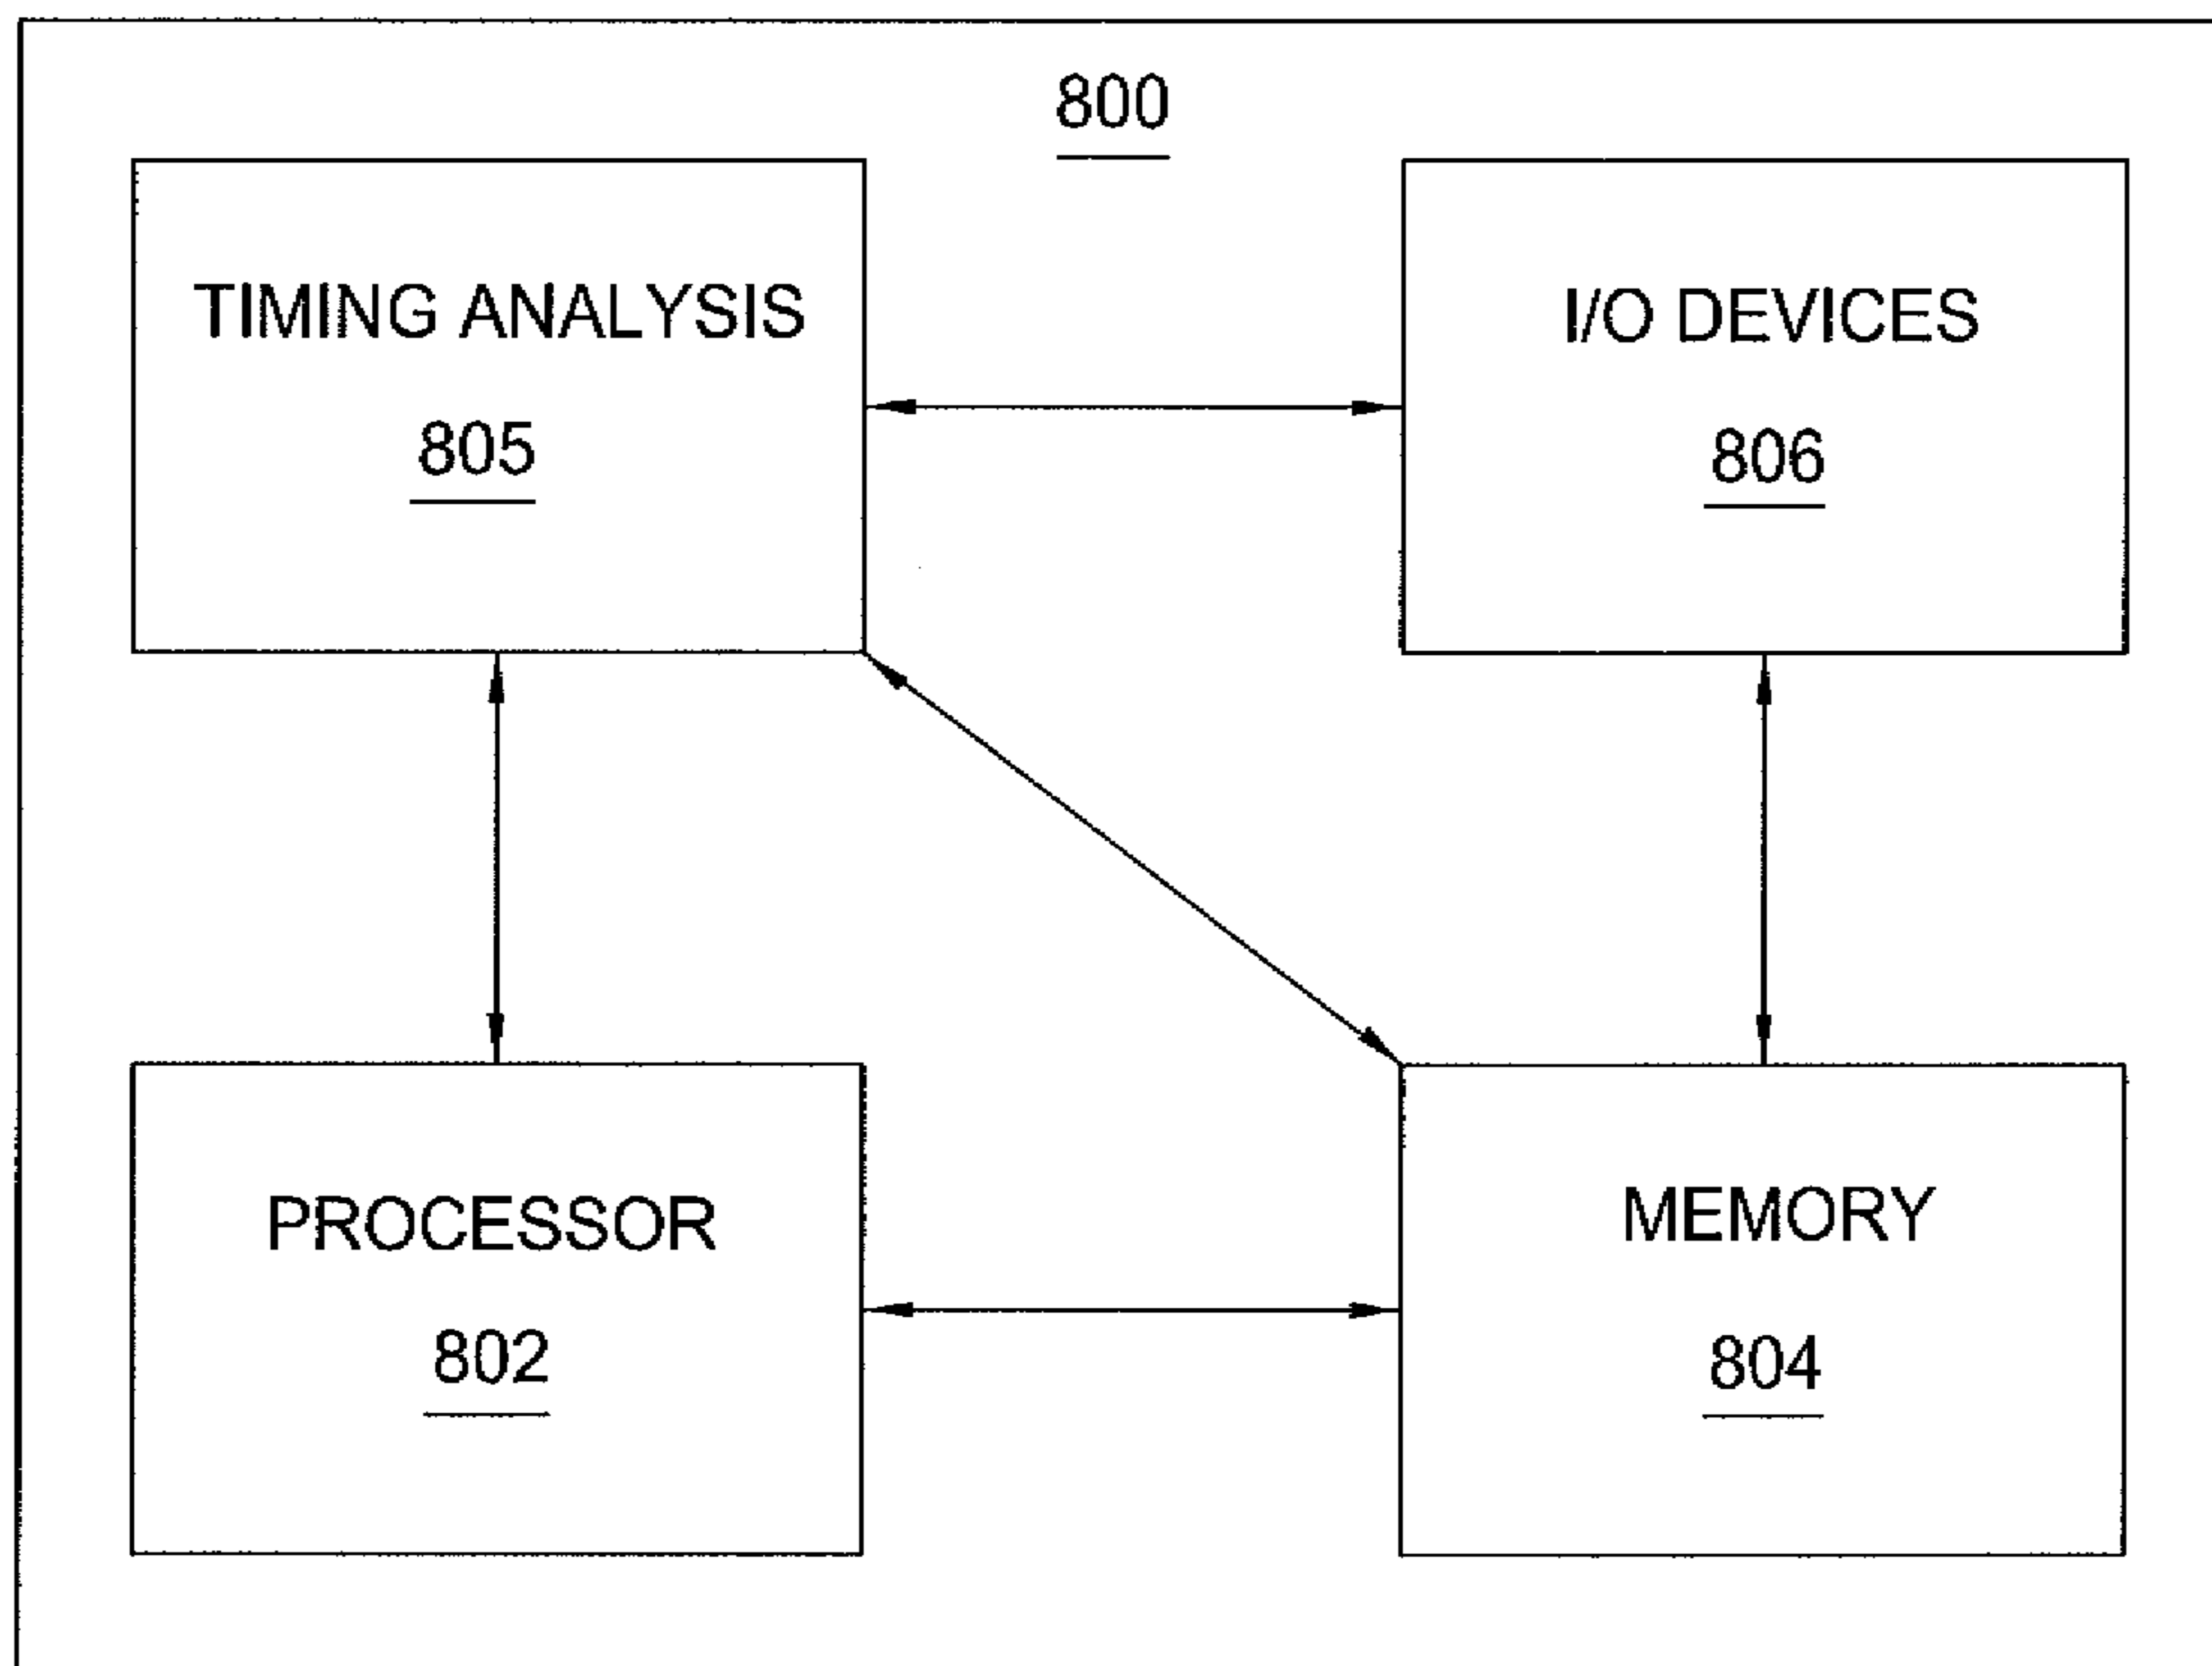 800
TIMING ANALYSIS
805
I/O DEVICES
806
PROCESSOR
802
MEMORY
804